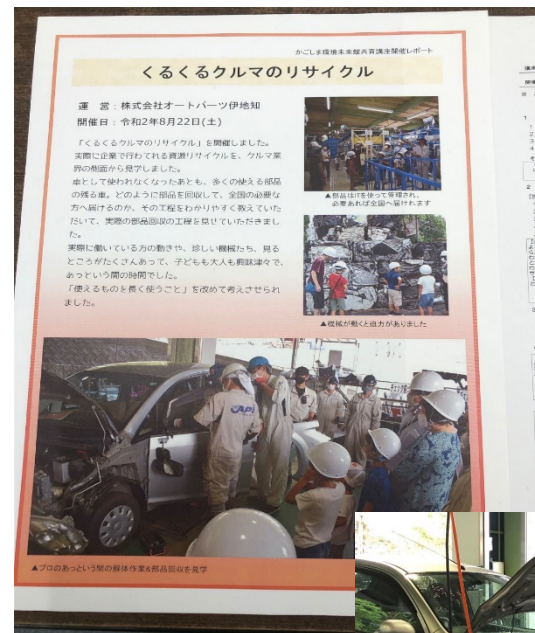 かごしま環境未来館共育講座開催レポート
くるくるクルマのリサイクル
運　営：株式会社オートパーツ伊地知
開催日：令和2年8月22日(土)
「くるくるクルマのリサイクル」を開催しました。
実際に企業で行われてる資源リサイクルを、クルマ業
界の側面から見学しました。
車として使われなくなったあとも、多くの使える部品
の残る車。どのように部品を回収して、全国の必要な
方へ届けるのか、その工程をわかりやすく教えていた
だいて、実際の部品回収の工程を見せていただきまし
た。
実際に働いている方の動きや、珍しい機械たち、見る
ところがたくさんあって、子どもも大人も興味津々で、
あっという間の時間でした。
「使えるものを長く使うこと」を改めて考えさせられ
ました。
▲部品はITを使って管理され、
必要あれば全国へ届けれます
▲機械が働くと迫力がありました
▲プロのあっという間の解体作業&部品回収を見学